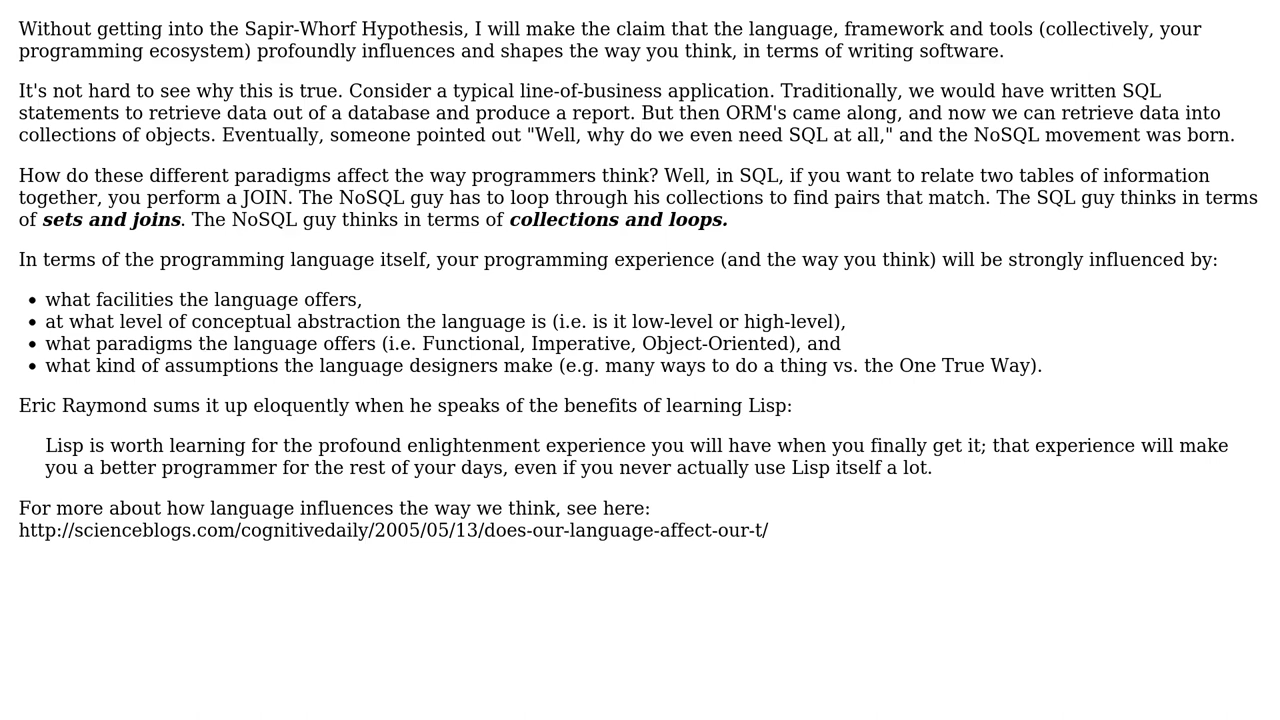 Without getting into the Sapir-Whorf Hypothesis, I will make the claim that the language, framework and tools (collectively, your
programming ecosystem) profoundly influences and shapes the way you think, in terms of writing software.
It's not hard to see why this is true. Consider a typical line-of-business application. Traditionally, we would have written SQL
statements to retrieve data out of a database and produce a report. But then ORM's came along, and now we can retrieve data into
collections of objects. Eventually, someone pointed out "Well, why do we even need SQL at all," and the NoSQL movement was born.
How do these different paradigms affect the way programmers think? Well, in SQL, if you want to relate two tables of information
together, you perform a JOIN. The NoSQL guy has to loop through his collections to find pairs that match. The SQL guy thinks in terms
of sets and joins. The NoSQL guy thinks in terms of collections and loops.
In terms of the programming language itself, your programming experience (and the way you think) will be strongly influenced by:
• what facilities the language offers,
• at what level of conceptual abstraction the language is (i.e. is it low-level or high-level),
• what paradigms the language offers (i.e. Functional, Imperative, Object-Oriented), and
• what kind of assumptions the language designers make (e.g. many ways to do a thing vs. the One True Way).
Eric Raymond sums it up eloquently when he speaks of the benefits of learning Lisp:
Lisp is worth learning for the profound enlightenment experience you will have when you finally get it; that experience will make
you a better programmer for the rest of your days, even if you never actually use Lisp itself a lot.
For more about how language influences the way we think, see here:
http://scienceblogs.com/cognitivedaily/2005/05/13/does-our-language-affect-our-t/